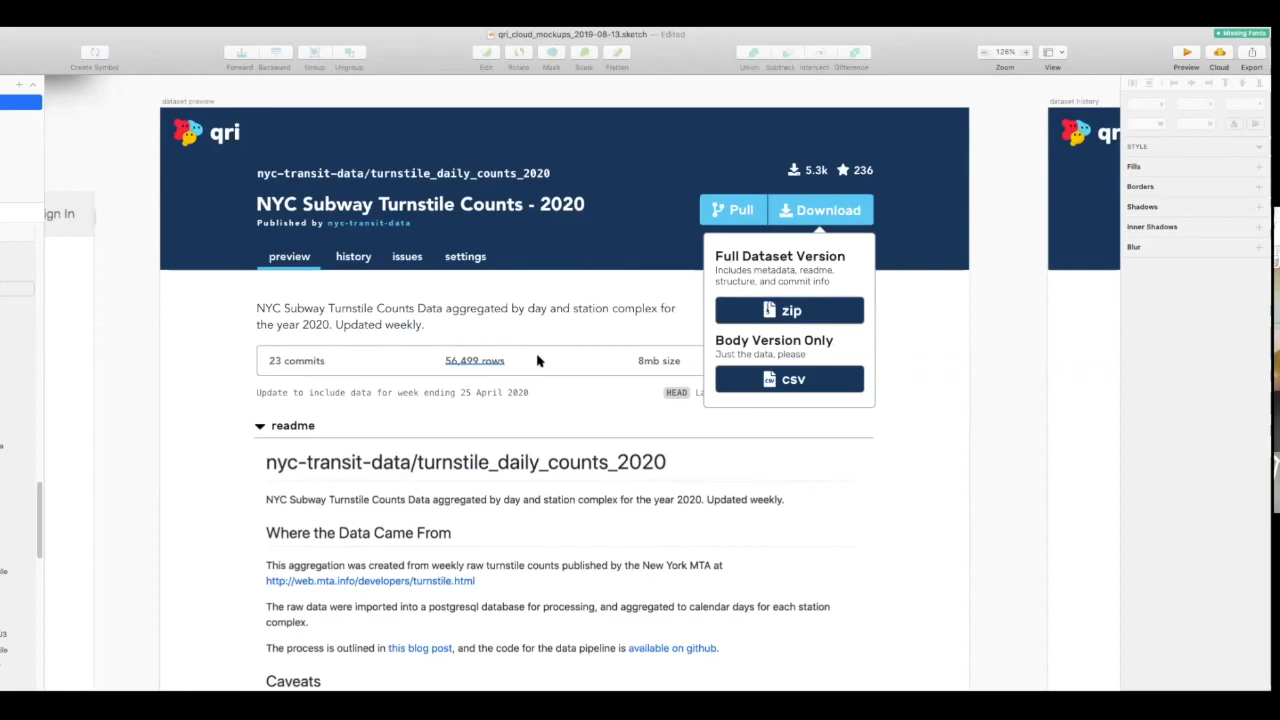 qri_cloud_mockups_2019-08-13.sketch — Edited
Missing Fonts
Create Symbol
Forward Backward Group Ungroup
Edit Rotate Mask Scale Flatten
Union Subtract Intersect Difference
126%
Zoom View
Preview Cloud Export
dataset preview
dataset history
qri
qr
nyc-transit-data/turnstile_daily_counts_2020
5.3k 236
NYC Subway Turnstile Counts - 2020
Pull Download
Published by nyc-transit-data
preview history issues settings
Full Dataset Version
Includes metadata, readme,
structure, and commit info
zip
Body Version Only
Just the data, please
csv
NYC Subway Turnstile Counts Data aggregated by day and station complex for
the year 2020. Updated weekly.
23 commits 56,499 rows 8mb size
Update to include data for week ending 25 April 2020 HEAD La
readme
nyc-transit-data/turnstile_daily_counts_2020
NYC Subway Turnstile Counts Data aggregated by day and station complex for the year 2020. Updated weekly.
Where the Data Came From
This aggregation was created from weekly raw turnstile counts published by the New York MTA at
http://web.mta.info/developers/turnstile.html
The raw data were imported into a postgresql database for processing, and aggregated to calendar days for each station
complex.
The process is outlined in this blog post, and the code for the data pipeline is available on github.
Caveats
ign In
STYLE
Fills
Borders
Shadows
Inner Shadows
Blur